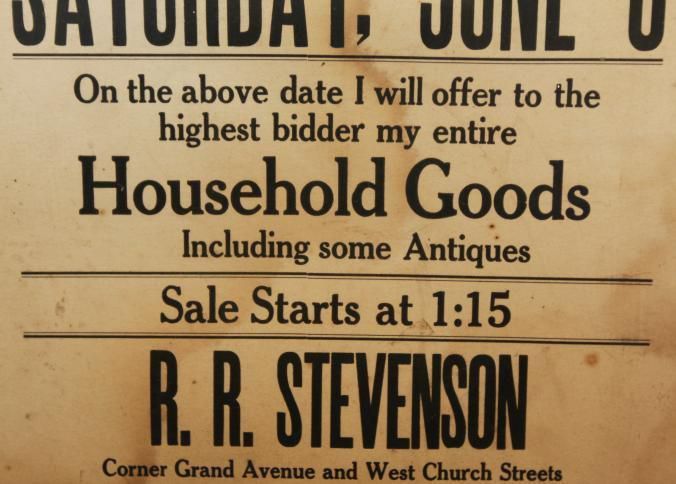 SATURDAY, JUNE
On the above date I will offer to the
highest bidder my entire
Household Goods
Including some Antiques
Sale Starts at 1:15
R. R. STEVENSON
Corner Grand Avenue and West Church Streets